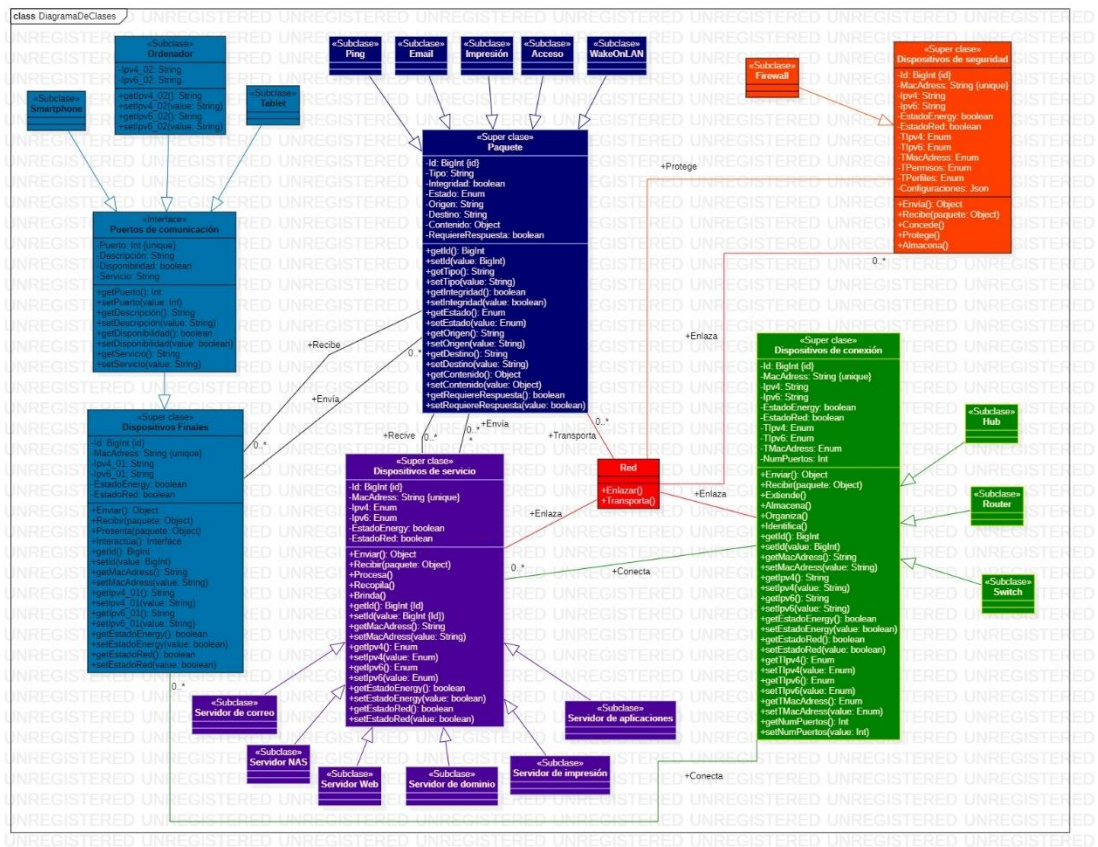 class DiagramaDeClases
«Subclase»
Ordenador
-Ipv4_02: String
-Ipv6_02: String
+getIpv4_02(): String
+setIpv4_02(value: String)
+getIpv6_02(): String
+setIpv6_02(value: String)
«Subclase»
Smartphone
«Subclase»
Tablet
«Subclase»
Ping
«Subclase»
Email
«Subclase»
Impresión
«Subclase»
Acceso
«Subclase»
WakeOnLAN
«Subclase»
Firewall
«Super clase»
Dispositivos de seguridad
-Id: BigInt {id}
-MacAdress: String {unique}
-Ipv4: String
-Ipv6: String
-EstadoEnergy: boolean
-EstadoRed: boolean
-TIpv4: Enum
-TIpv6: Enum
-TMacAdress: Enum
-TPermisos: Enum
-TPerfiles: Enum
-Configuraciones: Json
+Envía(): Object
+Recibe(paquete: Object)
+Concede()
+Protege()
+Almacena()
«Super clase»
Paquete
-Id: BigInt {id}
-Tipo: String
-Integridad: boolean
-Estado: Enum
-Origen: String
-Destino: String
-Contenido: Object
-RequiereRespuesta: boolean
+getId(): BigInt
+setId(value: BigInt)
+getTipo(): String
+setTipo(value: String)
+getIntegridad(): boolean
+setIntegridad(value: boolean)
+getEstado(): Enum
+setEstado(value: Enum)
+getOrigen(): String
+setOrigen(value: String)
+getDestino(): String
+setDestino(value: String)
+getContenido(): Object
+setContenido(value: Object)
+getRequiereRespuesta(): boolean
+setRequiereRespuesta(value: boolean)
«Interface»
Puertos de comunicación
-Puerto: Int {unique}
-Descripción: String
-Disponibilidad: boolean
-Servicio: String
+getPuerto(): int
+setPuerto(value: Int)
+getDescripción(): String
+setDescripción(value: String)
+getDisponibilidad(): boolean
+setDisponibilidad(value: boolean)
+getServicio(): String
+setServicio(value: String)
+Protege
0..*
+Enlaza
+Recibe
0..*
+Envía
0..*
«Super clase»
Dispositivos Finales
-Id: BigInt {id}
-MacAdress: String {unique}
-Ipv4_01: String
-Ipv6_01: String
-EstadoEnergy: boolean
-EstadoRed: boolean
+Enviar(): Object
+Recibir(paquete: Object)
+Presenta(paquete: Object)
+Interactúa(): Interface
+getId(): BigInt
+setId(value: BigInt)
+getMacAdress(): String
+setMacAdress(value: String)
+getIpv4_01(): String
+setIpv4_01(value: String)
+getIpv6_01(): String
+setIpv6_01(value: String)
+getEstadoEnergy(): boolean
+setEstadoEnergy(value: boolean)
+getEstadoRed(): boolean
+setEstadoRed(value: boolean)
0..*
+Recive
0..*
0..*
*
+Envía
+Transporta
0..*
Red
+Enlazar()
+Transporta()
+Enlaza
+Enlaza
0..*
+Conecta
«Super clase»
Dispositivos de servicio
-Id: BigInt {id}
-MacAdress: String {unique}
-Ipv4: Enum
-Ipv6: Enum
-EstadoEnergy: boolean
-EstadoRed: boolean
+Enviar(): Object
+Recibir(paquete: Object)
+Procesa()
+Recopila()
+Brinda()
+getId(): BigInt {Id}
+setId(value: BigInt {Id})
+getMacAdress(): String
+setMacAdress(value: String)
+getIpv4(): Enum
+setIpv4(value: Enum)
+getIpv6(): Enum
+setIpv6(value: Enum)
+getEstadoEnergy(): boolean
+setEstadoEnergy(value: boolean)
+getEstadoRed(): boolean
+setEstadoRed(value: boolean)
«Super clase»
Dispositivos de conexión
-Id: BigInt {id}
-MacAdress: String {unique}
-Ipv4: String
-Ipv6: String
-EstadoEnergy: boolean
-EstadoRed: boolean
-TIpv4: Enum
-TIpv6: Enum
-TMacAdress: Enum
-NumPuertos: Int
+Enviar(): Object
+Recibir(paquete: Object)
+Extiende()
+Almacena()
+Organiza()
+Identifica()
+getId(): BigInt
+setId(value: BigInt)
+getMacAdress(): String
+setMacAdress(value: String)
+getIpv4(): String
+setIpv4(value: String)
+getIpv6(): String
+setIpv6(value: String)
+getEstadoEnergy(): boolean
+setEstadoEnergy(value: boolean)
+getEstadoRed(): boolean
+setEstadoRed(value: boolean)
+getTIpv4(): Enum
+setTIpv4(value: Enum)
+getTIpv6(): Enum
+setTIpv6(value: Enum)
+getTMacAdress(): Enum
+setTMacAdress(value: Enum)
+getNumPuertos(): Int
+setNumPuertos(value: Int)
«Subclase»
Hub
«Subclase»
Router
«Subclase»
Switch
«Subclase»
Servidor de correo
«Subclase»
Servidor NAS
«Subclase»
Servidor Web
«Subclase»
Servidor de dominio
«Subclase»
Servidor de impresión
«Subclase»
Servidor de aplicaciones
+Conecta
UNREGISTERED